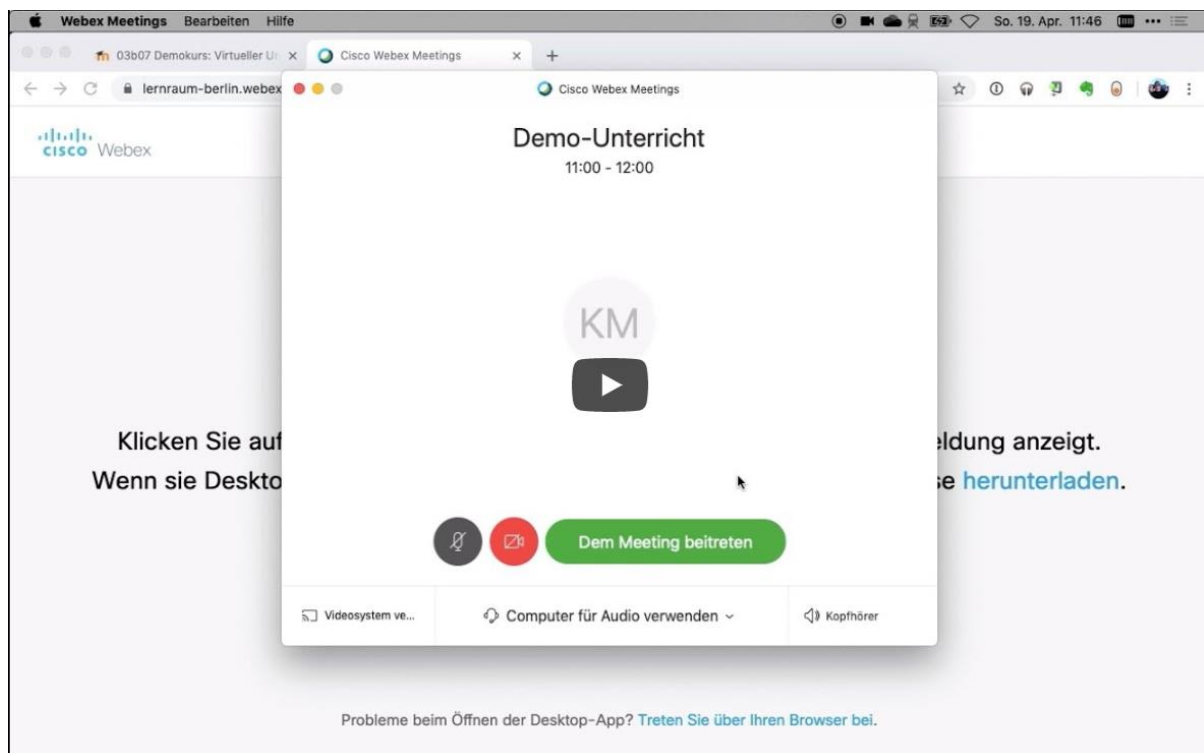 Webex Meetings Bearbeiten Hilfe So. 19. Apr. 11:46
03b07 Demokurs: Virtueller Un Cisco Webex Meetings
lernraum-berlin.webex
Cisco Webex Meetings
cisco Webex
Demo-Unterricht
11:00 - 12:00
KM
Klicken Sie auf eldung anzeigt.
Wenn sie Deskto se herunterladen.
Dem Meeting beitreten
Videosystem ve... Computer für Audio verwenden Kopfhörer
Probleme beim Öffnen der Desktop-App? Treten Sie über Ihren Browser bei.